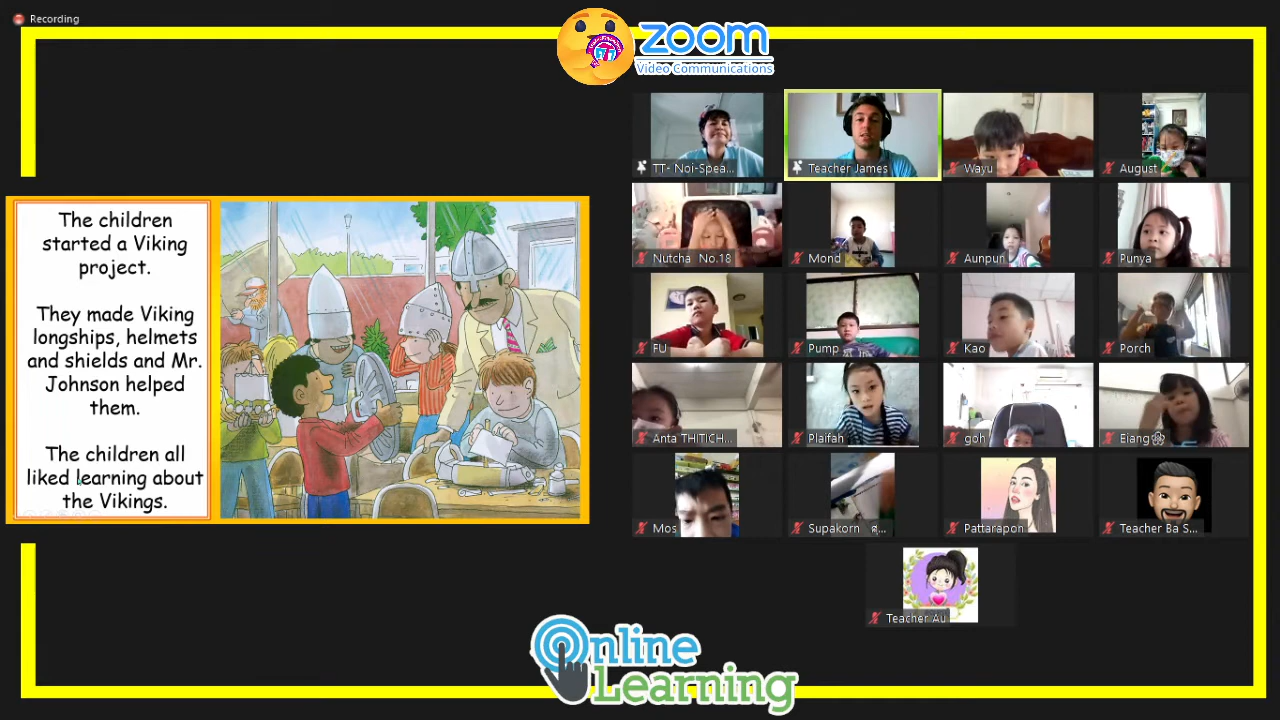 Recording
zoom
Video Communications
The children
started a Viking
project.
They made Viking
longships, helmets
and shields and Mr.
Johnson helped
them.
The children all
liked learning about
the Vikings.
TT- Noi-Spea...
Teacher James
Wayu
August
Nutcha No.18
Mond
Aunpun
Punya
FU
Pump
Kao
Porch
Anta THITICH...
Plaifah
goh
Eiang
Mos
Supakorn
Pattarapon
Teacher Ba S...
Teacher Au
Online
Learning